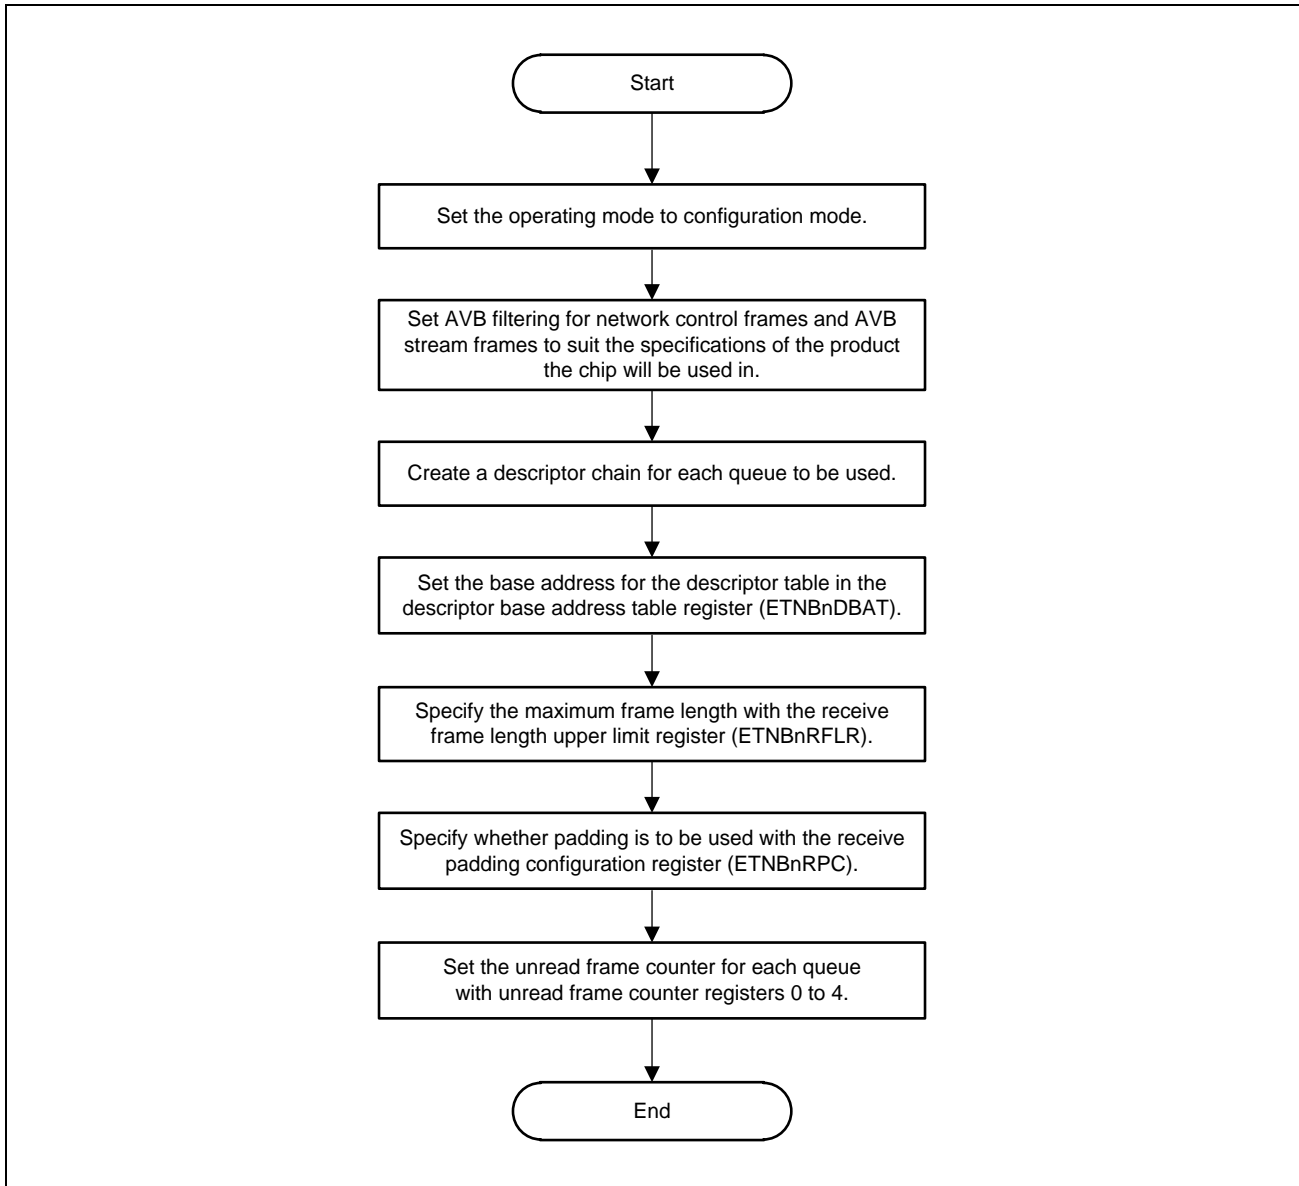 Start
Set the operating mode to configuration mode.
Set AVB filtering for network control frames and AVB
stream frames to suit the specifications of the product
the chip will be used in.
Create a descriptor chain for each queue to be used.
Set the base address for the descriptor table in the
descriptor base address table register (ETNBnDBAT).
Specify the maximum frame length with the receive
frame length upper limit register (ETNBnRFLR).
Specify whether padding is to be used with the receive
padding configuration register (ETNBnRPC).
Set the unread frame counter for each queue
with unread frame counter registers 0 to 4.
End